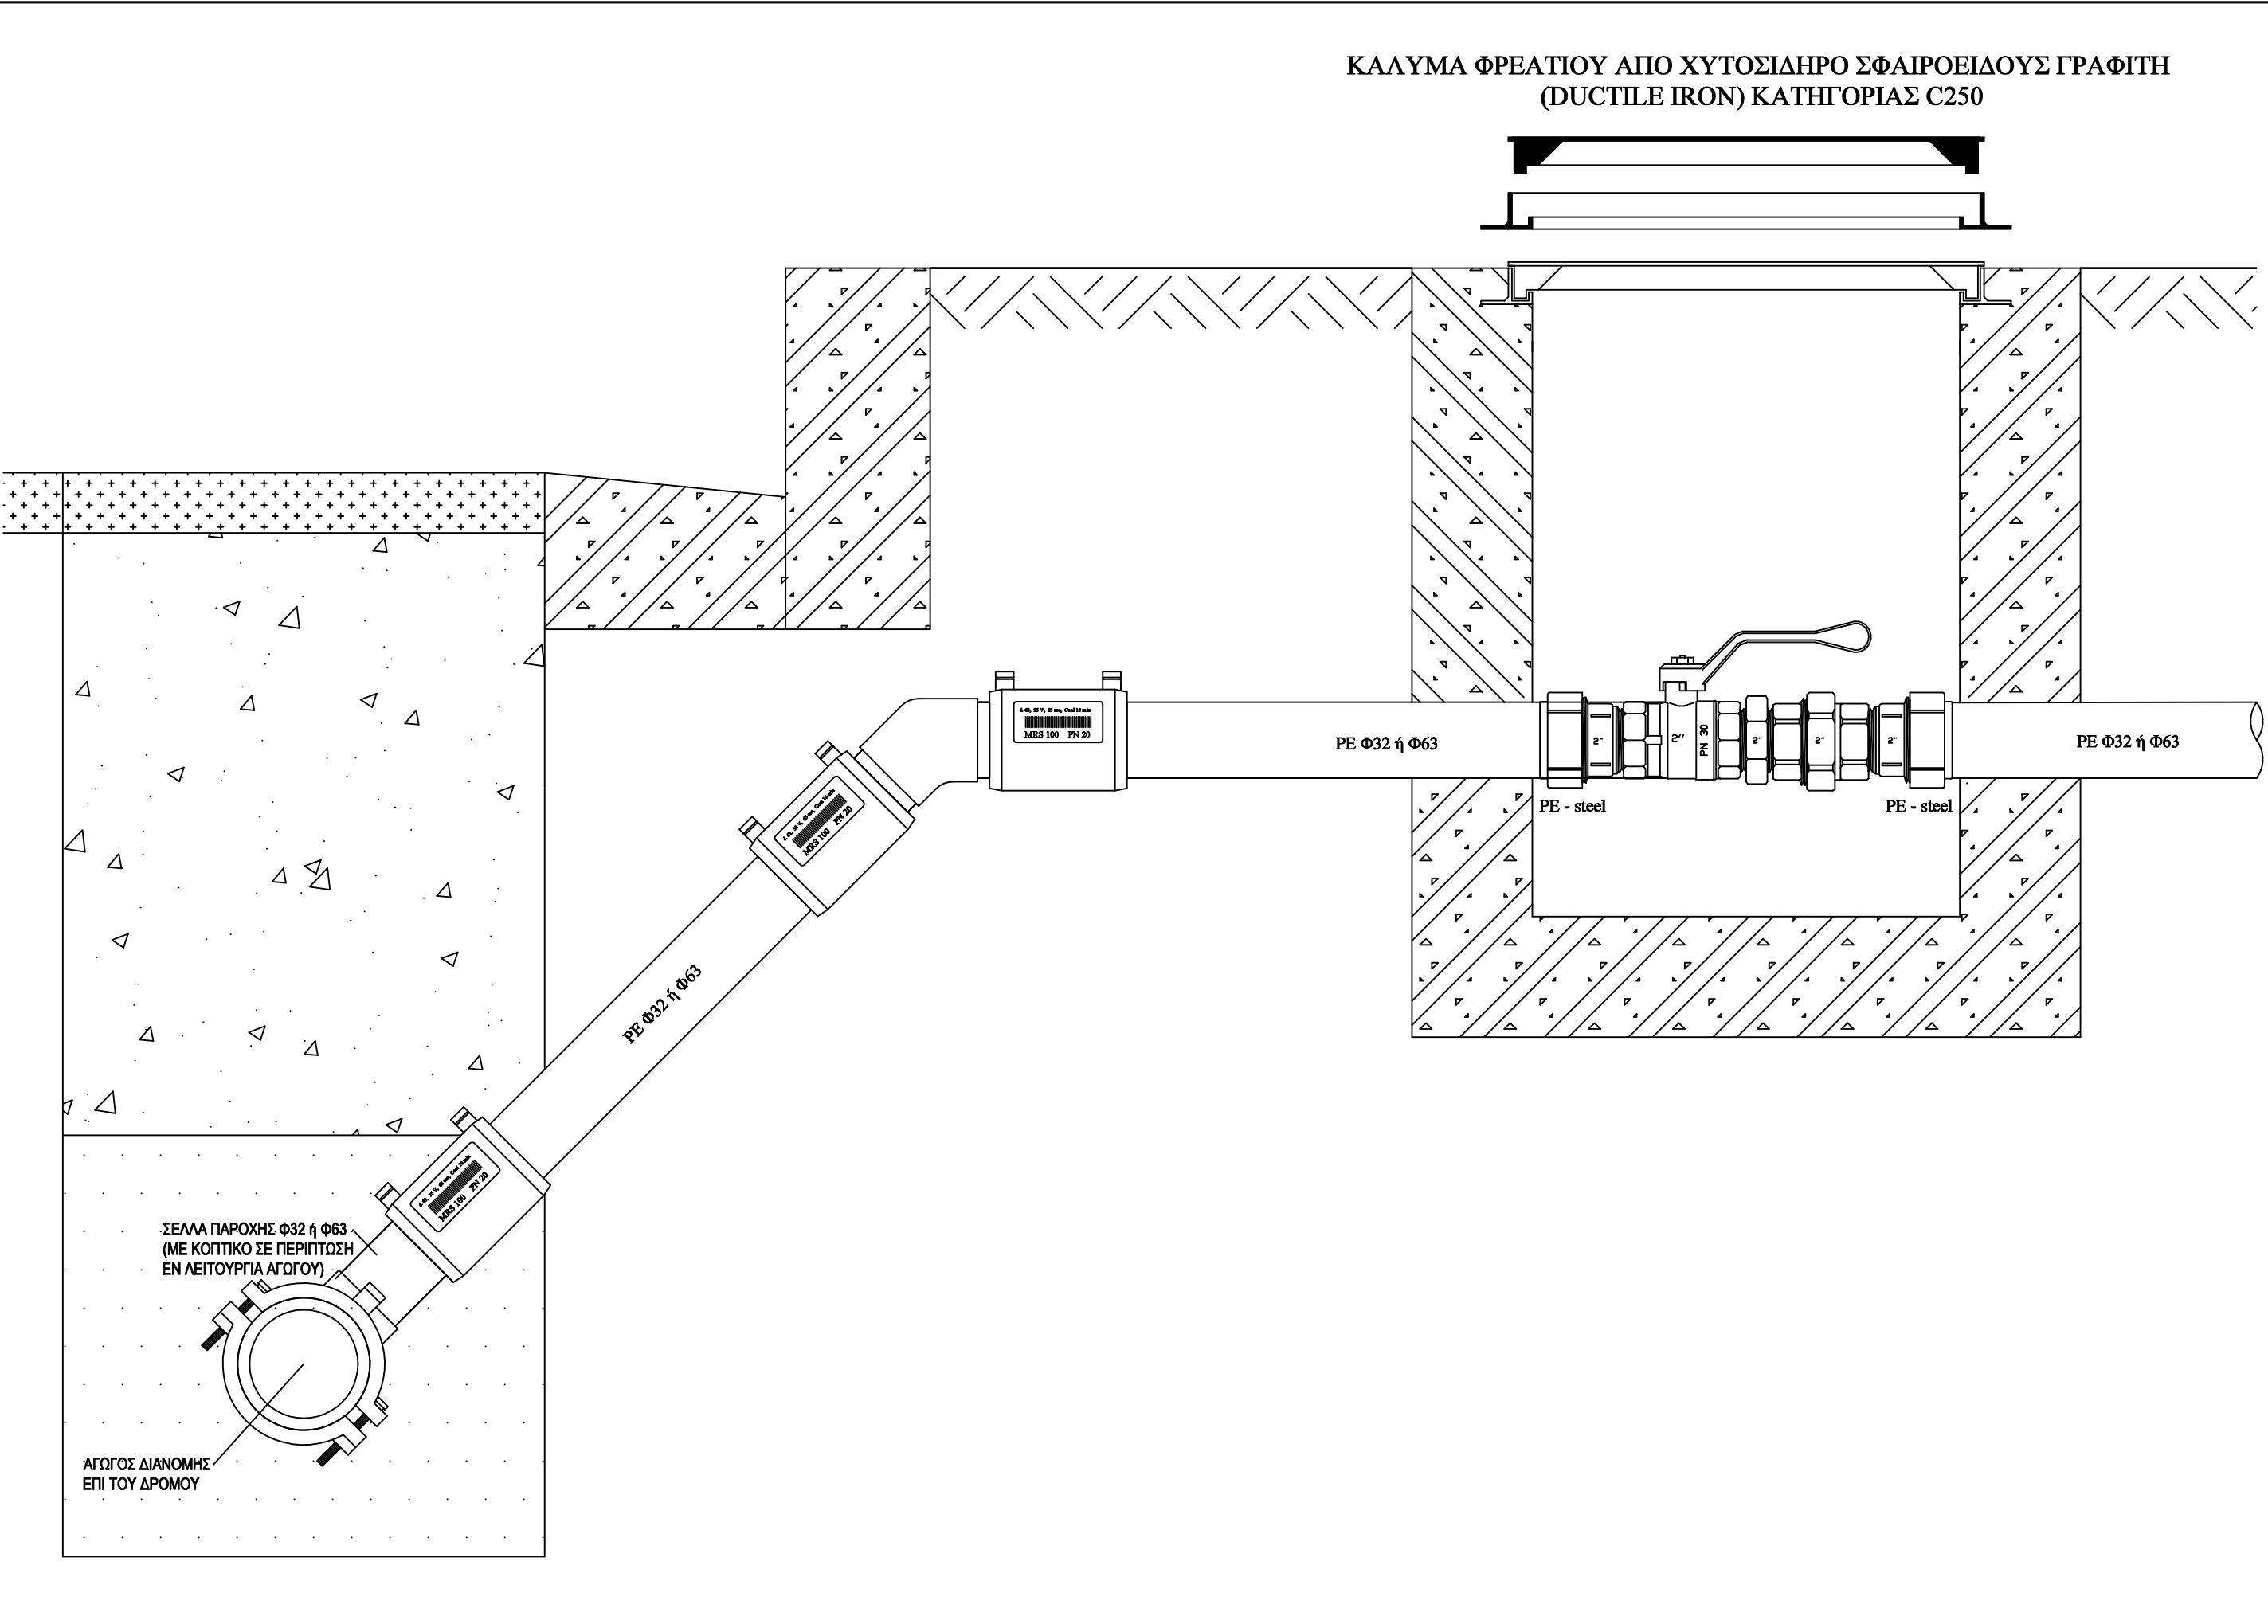 ΚΑΛΥΜΑ ΦΡΕΑΤΙΟΥ ΑΠΟ ΧΥΤΟΣΙΔΗΡΟ ΣΦΑΙΡΟΕΙΔΟΥΣ ΓΡΑΦΙΤΗ
(DUCTILE IRON) ΚΑΤΗΓΟΡΙΑΣ C250
MRS 100 PN 20
PE Φ32 ή Φ63
2"
2"
PN 30
2"
2"
2"
PE Φ32 ή Φ63
PE - steel
PE - steel
MRS 100 PN 20
PE Φ32 ή Φ63
MRS 100 PN 20
ΣΕΛΛΑ ΠΑΡΟΧΗΣ Φ32 ή Φ63
(ΜΕ ΚΟΠΤΙΚΟ ΣΕ ΠΕΡΙΠΤΩΣΗ
ΕΝ ΛΕΙΤΟΥΡΓΙΑ ΑΓΩΓΟΥ)
ΑΓΩΓΟΣ ΔΙΑΝΟΜΗΣ
ΕΠΙ ΤΟΥ ΔΡΟΜΟΥ